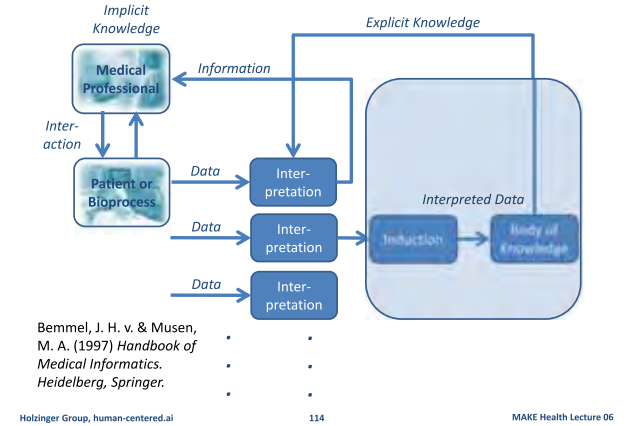 Implicit
Knowledge
Explicit Knowledge
Medical
Professional
Information
Inter-
action
Patient or
Bioprocess
Data
Inter-
pretation
Interpreted Data
Data
Inter-
pretation
Induction
Body of
Knowledge
Data
Inter-
pretation
Bemmel, J. H. v. & Musen,
M. A. (1997) Handbook of
Medical Informatics.
Heidelberg, Springer.
Holzinger Group, human-centered.ai
114
MAKE Health Lecture 06